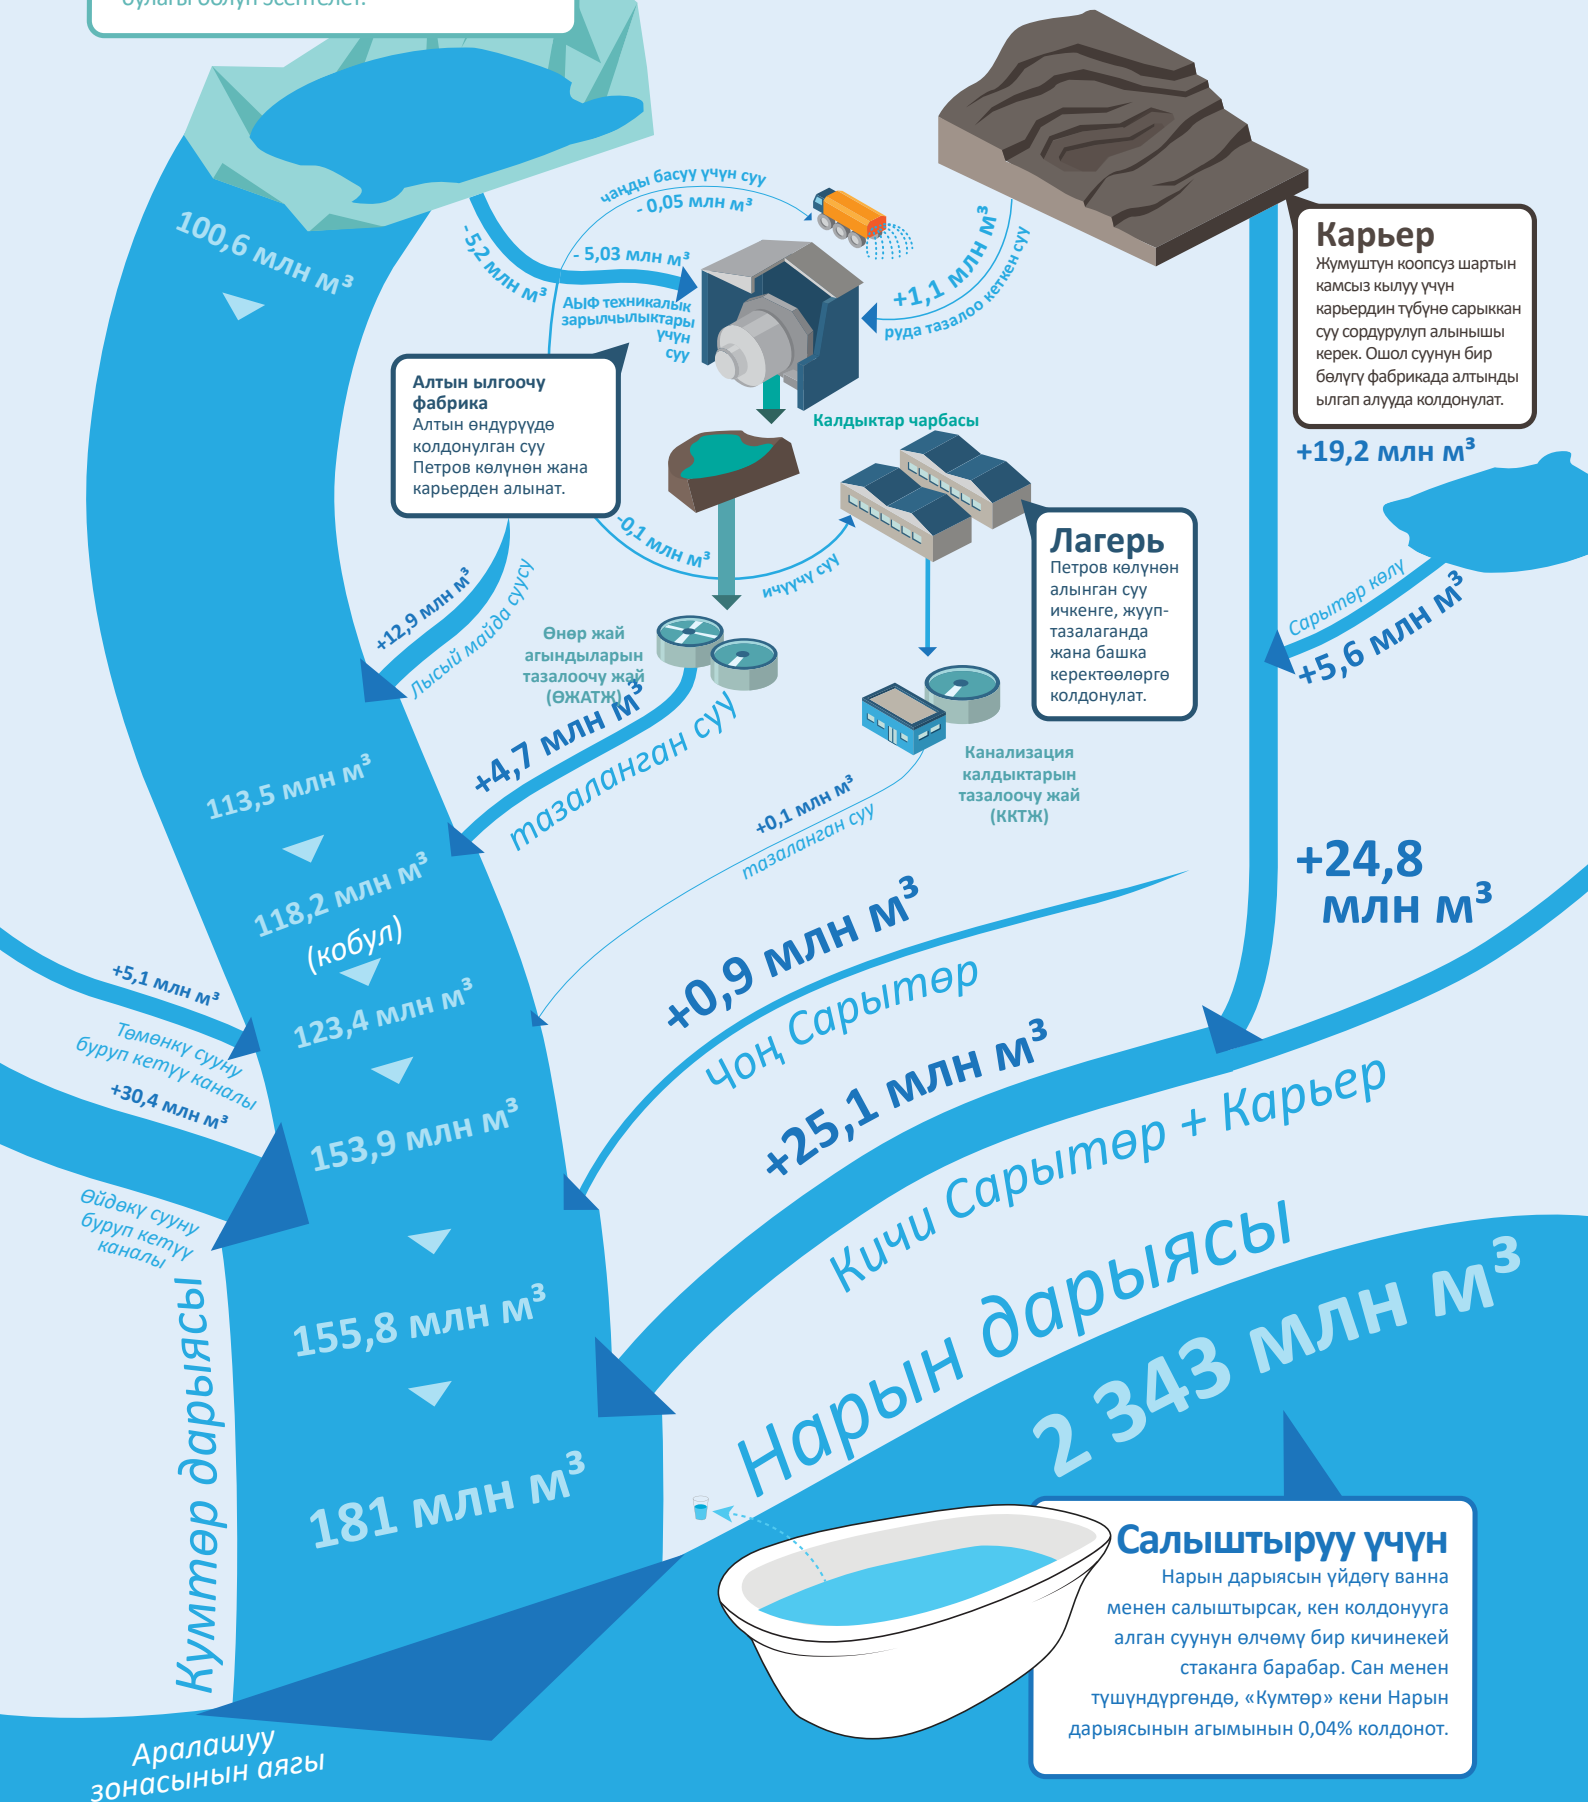 булагы болуп эсептелет.
100,6 млн м³
- 5,2 млн м³
чаңды басуу үчүн суу
- 0,05 млн м³
- 5,03 млн м³
АЫФ техникалык
зарылчылыктары
үчүн
суу
+1,1 млн м³
руда тазалоо кеткен суу
Карьер
Жумуштун коопсуз шартын
камсыз кылуу үчүн
карьердин түбүнө сарыккан
суу сордурулуп алынышы
керек. Ошол суунун бир
бөлүгү фабрикада алтынды
ылгап алууда колдонулат.
+19,2 млн м³
Алтын ылгоочу
фабрика
Алтын өндүрүүдө
колдонулган суу
Петров көлүнөн жана
карьерден алынат.
Калдыктар чарбасы
-0,1 млн м³
ичүүчү суу
Лагерь
Петров көлүнөн
алынган суу
ичкенге, жууп-
тазалаганда
жана башка
керектөөлөргө
колдонулат.
Сарытөр көлү
+5,6 млн м³
+12,9 млн м³
Лысый майда суусу
Өнөр жай
агындыларын
тазалоочу жай
(ӨЖАТЖ)
+4,7 млн м³
тазаланган суу
Канализация
калдыктарын
тазалоочу жай
(ККТЖ)
+0,1 млн м³
тазаланган суу
113,5 млн м³
118,2 млн м³
(кобул)
123,4 млн м³
+24,8
млн м³
+5,1 млн м³
Төмөнкү сууну
буруп кетүү каналы
+30,4 млн м³
Өйдөкү сууну
буруп кетүү
каналы
153,9 млн м³
+0,9 млн м³
Чоң Сарытөр
+25,1 млн м³
Кичи Сарытөр + Карьер
155,8 млн м³
181 млн м³
Кумтөр дарыясы
Нарын дарыясы
2 343 млн м³
Салыштыруу үчүн
Нарын дарыясын үйдөгү ванна
менен салыштырсак, кен колдонууга
алган суунун өлчөмү бир кичинекей
стаканга барабар. Сан менен
түшүндүргөндө, «Кумтөр» кени Нарын
дарыясынын агымынын 0,04% колдонот.
Аралашуу
зонасынын аягы